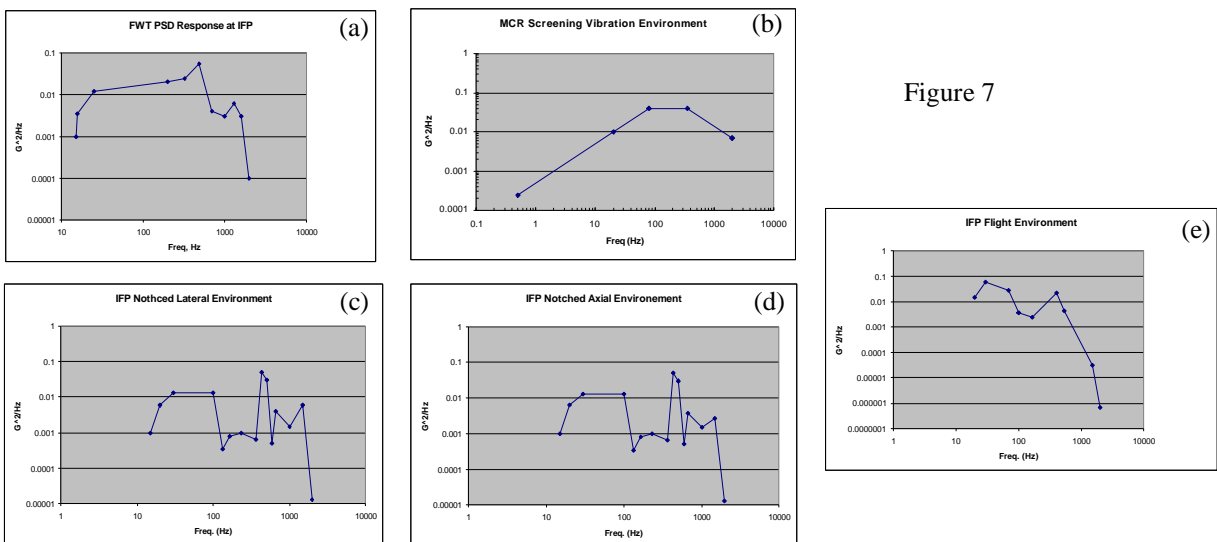 FWT PSD Response at IFP
(a)
0.1
0.01
0.001
0.0001
0.00001
G^2/Hz
10
100
1000
10000
Freq, Hz
MCR Screening Vibration Environment
(b)
1
0.1
0.01
0.001
0.0001
G^2/Hz
0.1
1
10
100
1000
10000
Freq (Hz)
Figure 7
IFP Nothced Lateral Environment
(c)
1
0.1
0.01
0.001
0.0001
0.00001
G^2/Hz
1
10
100
1000
10000
Freq. (Hz)
IFP Notched Axial Environement
(d)
1
0.1
0.01
0.001
0.0001
0.00001
G^2/Hz
1
10
100
1000
10000
Freq. (Hz)
IFP Flight Environment
(e)
1
0.1
0.01
0.001
0.0001
0.00001
0.000001
0.0000001
G^2/Hz
1
10
100
1000
10000
Freq. (Hz)